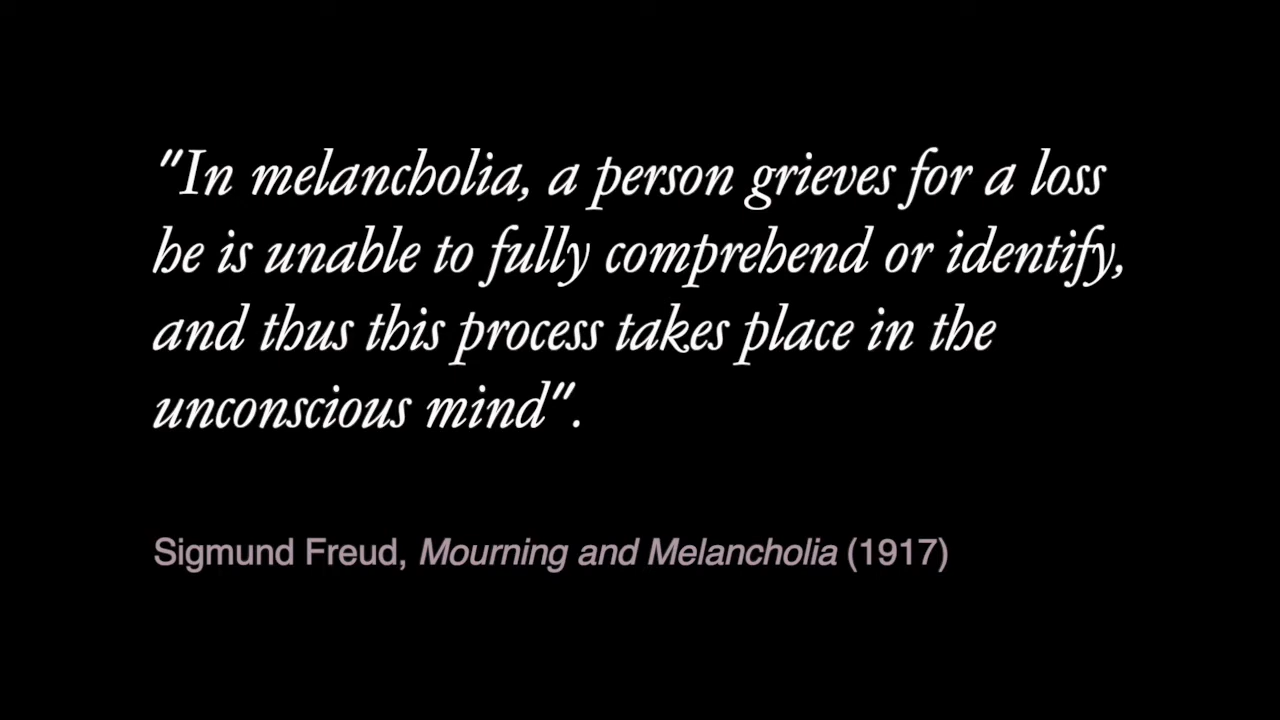 "In melancholia, a person grieves for a loss
he is unable to fully comprehend or identify,
and thus this process takes place in the
unconscious mind".
Sigmund Freud, Mourning and Melancholia (1917)